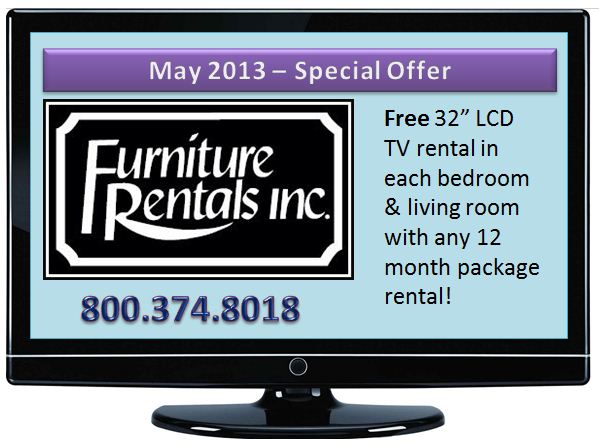 May 2013 – Special Offer
Furniture
Rentals Inc.
800.374.8018
Free 32” LCD
TV rental in
each bedroom
& living room
with any 12
month package
rental!